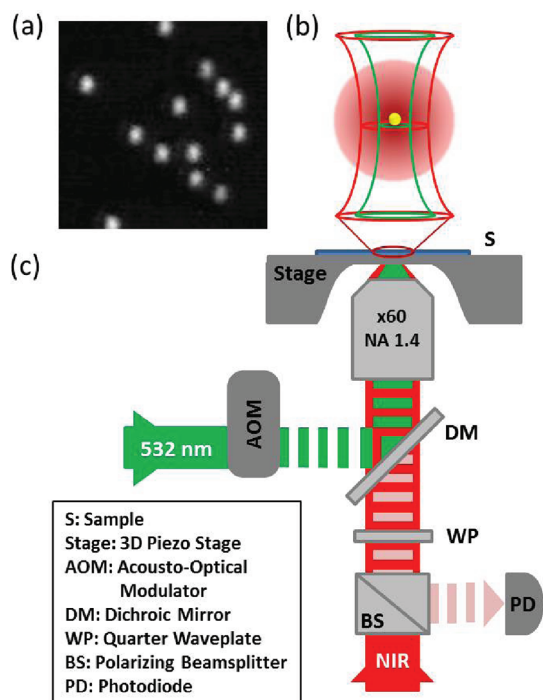 (a)
(b)
S
(c)
Stage
x60
NA 1.4
532 nm
AOM
DM
WP
BS
PD
NIR
S: Sample
Stage: 3D Piezo Stage
AOM: Acousto-Optical
Modulator
DM: Dichroic Mirror
WP: Quarter Waveplate
BS: Polarizing Beamsplitter
PD: Photodiode